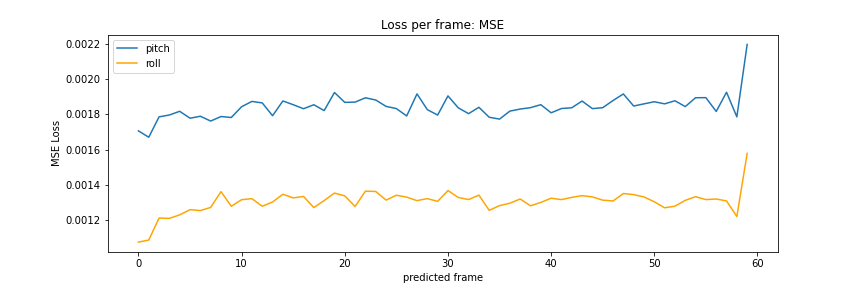 Loss per frame: MSE
pitch
roll
MSE Loss
0.0022
0.0020
0.0018
0.0016
0.0014
0.0012
0 10 20 30 40 50 60
predicted frame